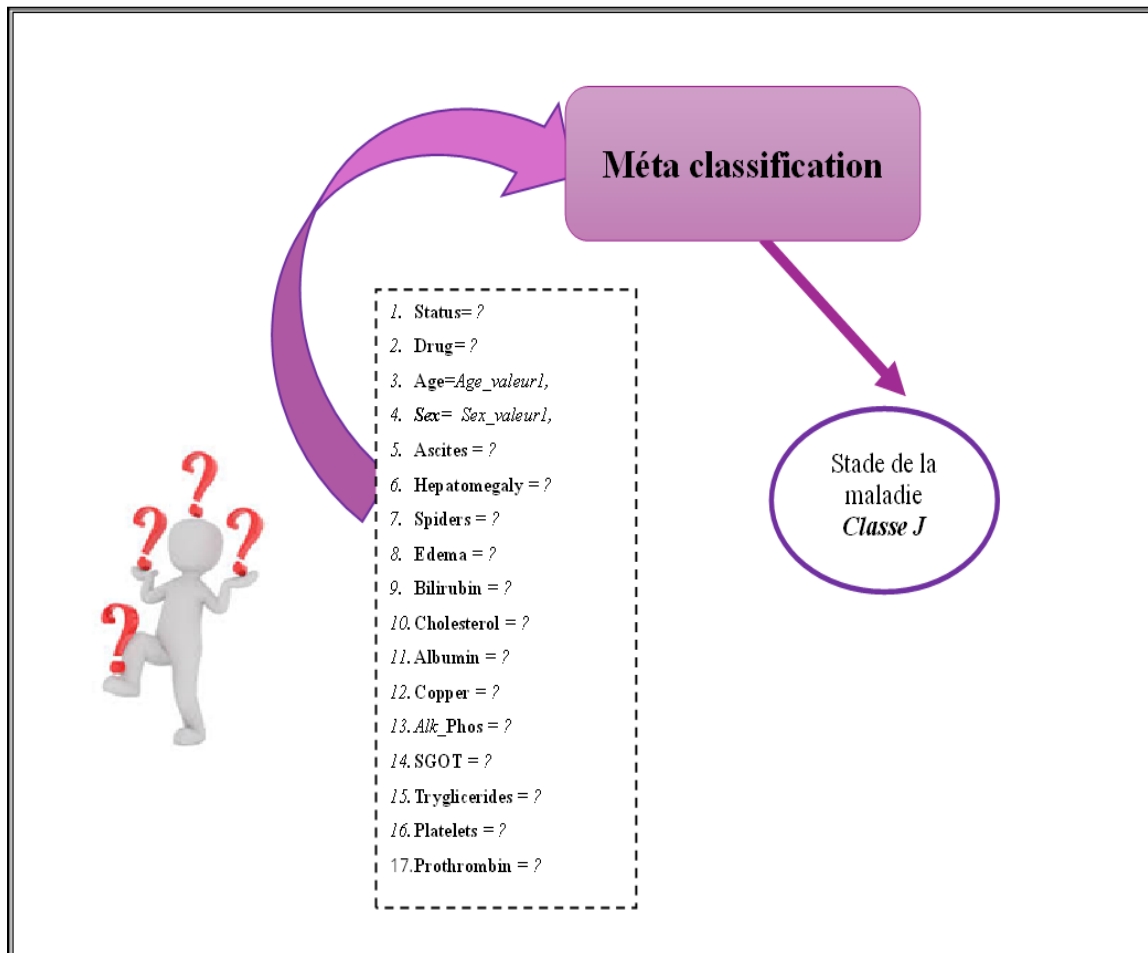 Méta classification
1. Status= ?
2. Drug= ?
3. Age=Age_valeur1,
4. Sex= Sex_valeur1,
5. Ascites = ?
6. Hepatomegaly = ?
7. Spiders = ?
8. Edema = ?
9. Bilirubin = ?
10. Cholesterol = ?
11. Albumin = ?
12. Copper = ?
13. Alk_Phos = ?
14. SGOT = ?
15. Tryglicerides = ?
16. Platelets = ?
17. Prothrombin = ?
Stade de la
maladie
Classe J
?
?
?
?